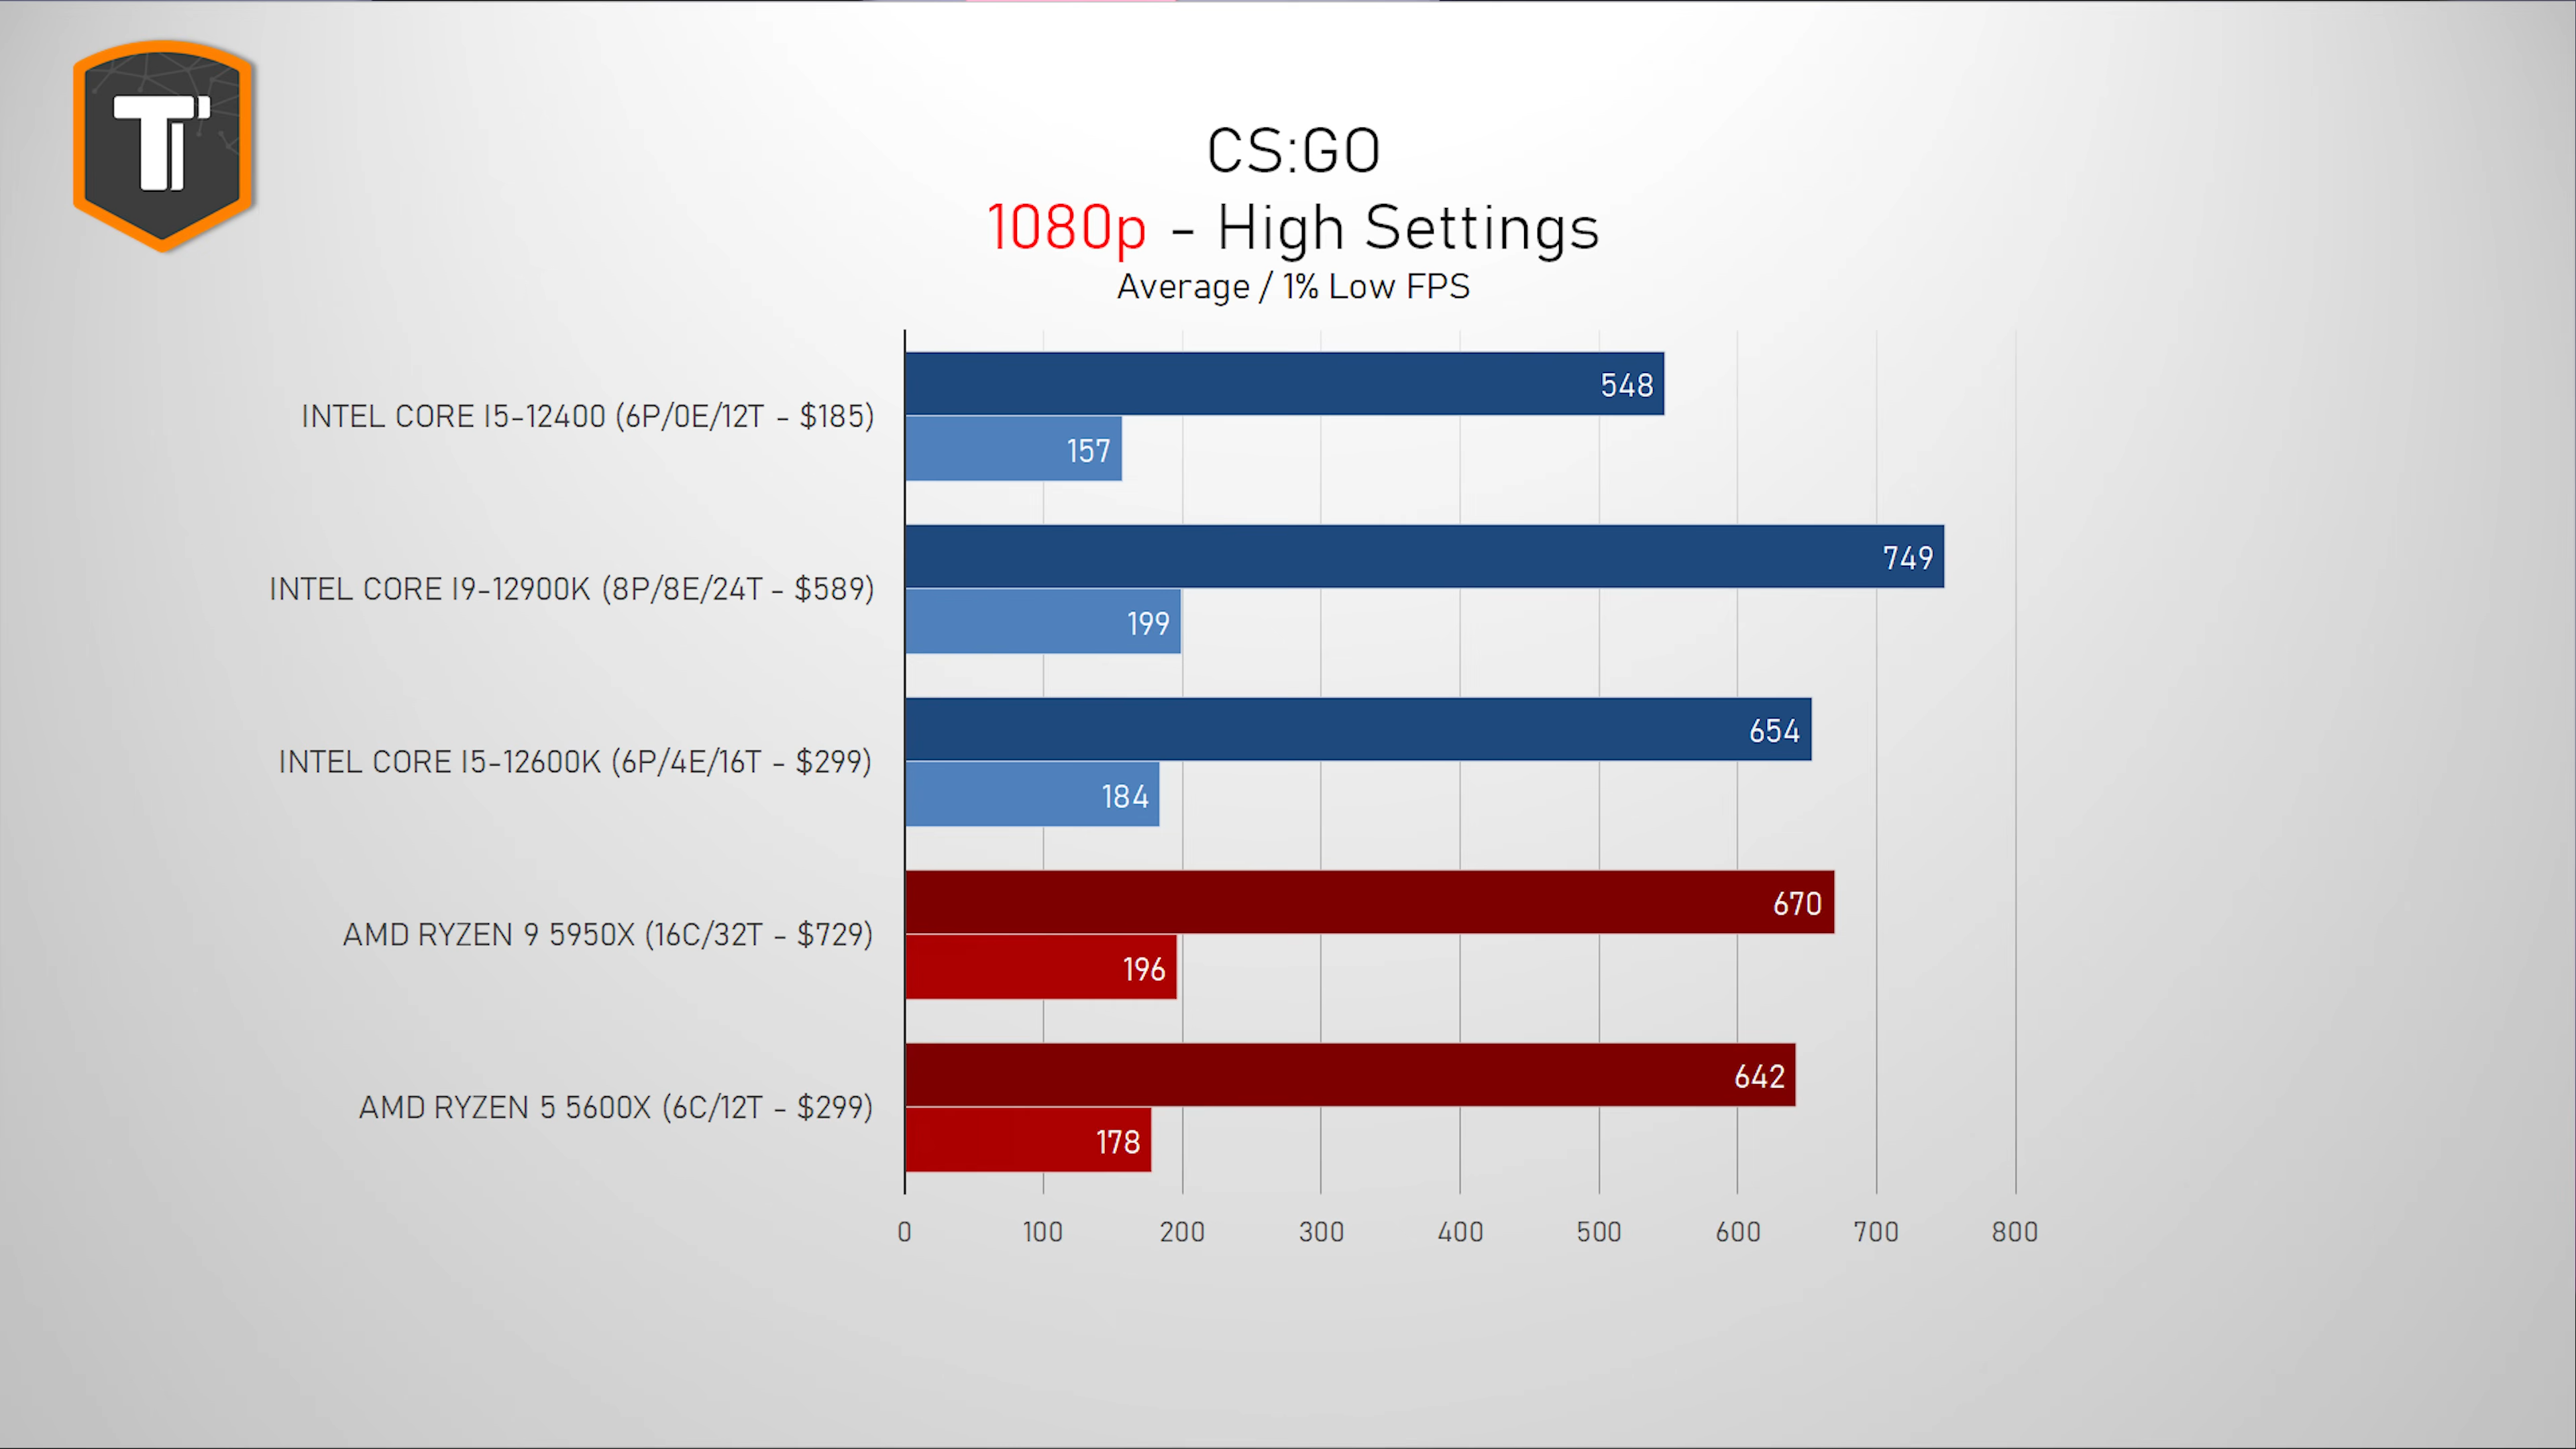 CS:GO
1080p - High Settings
Average / 1% Low FPS
INTEL CORE I5-12400 (6P/0E/12T - $185)
548
157
INTEL CORE I9-12900K (8P/8E/24T - $589)
749
199
INTEL CORE I5-12600K (6P/4E/16T - $299)
654
184
AMD RYZEN 9 5950X (16C/32T - $729)
670
196
AMD RYZEN 5 5600X (6C/12T - $299)
642
178
0 100 200 300 400 500 600 700 800